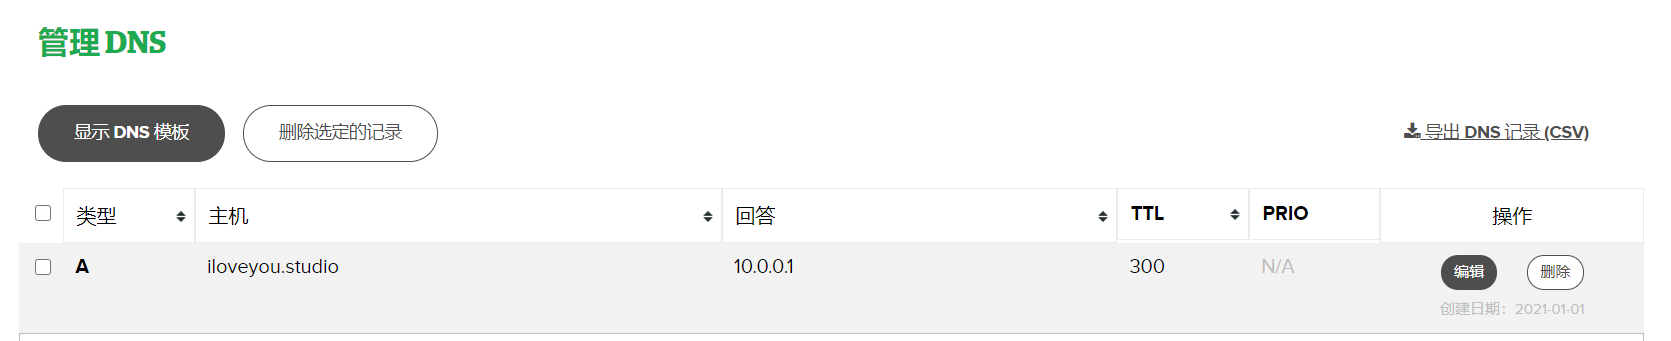 管理 DNS
显示 DNS 模板 删除选定的记录 导出 DNS 记录 (CSV)
类型 主机 回答 TTL PRIO 操作
A iloveyou.studio 10.0.0.1 300 N/A 编辑 删除
创建日期：2021-01-01